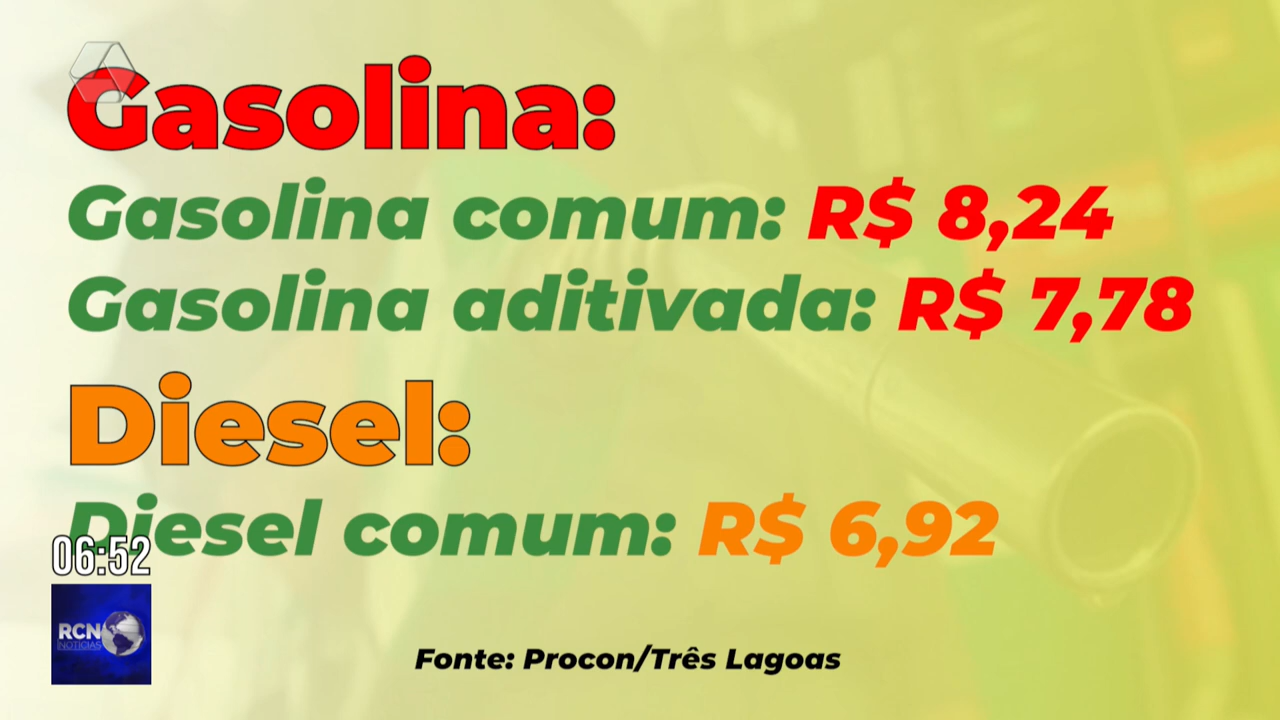 Gasolina:
Gasolina comum: R$ 8,24
Gasolina aditivada: R$ 7,78
Diesel:
Diesel comum: R$ 6,92
06:52
RCN
NOTÍCIAS
Fonte: Procon/Três Lagoas